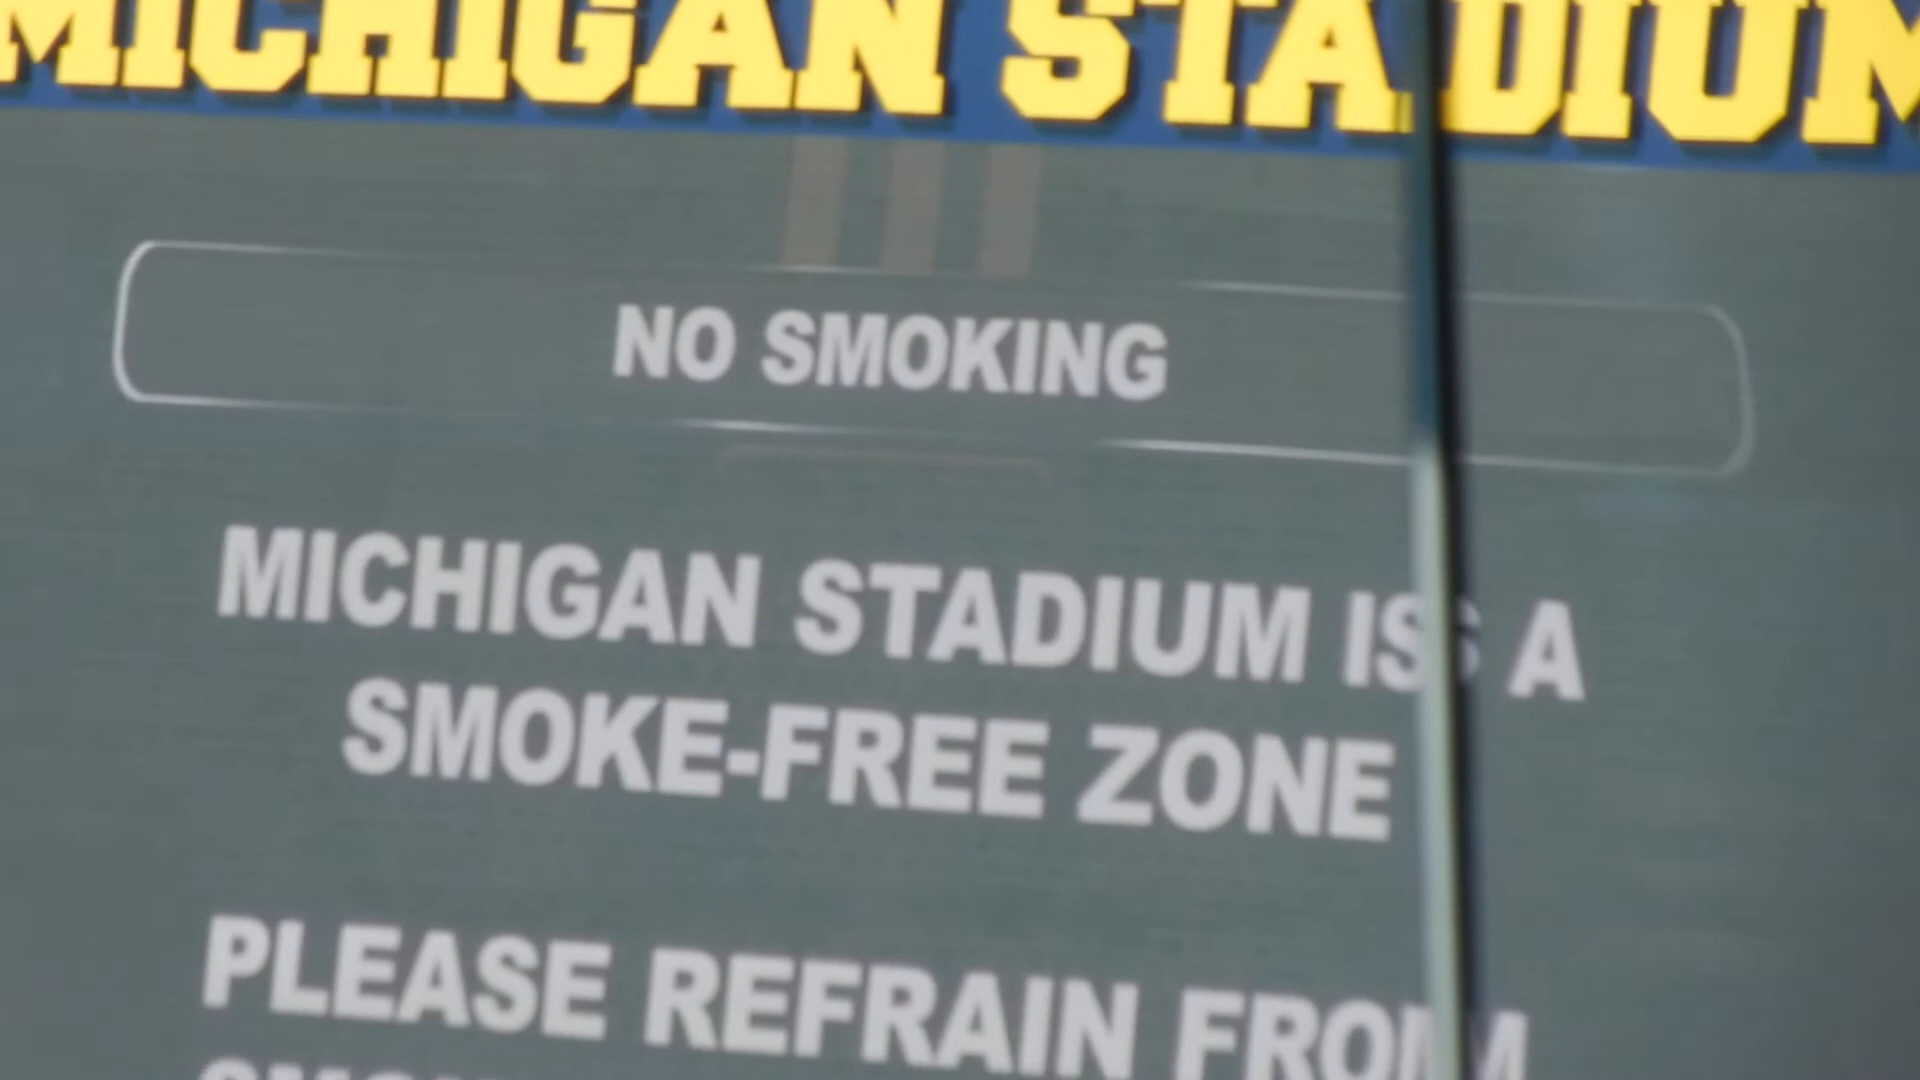 MICHIGAN STADIUM
NO SMOKING
MICHIGAN STADIUM IS A
SMOKE-FREE ZONE
PLEASE REFRAIN FROM